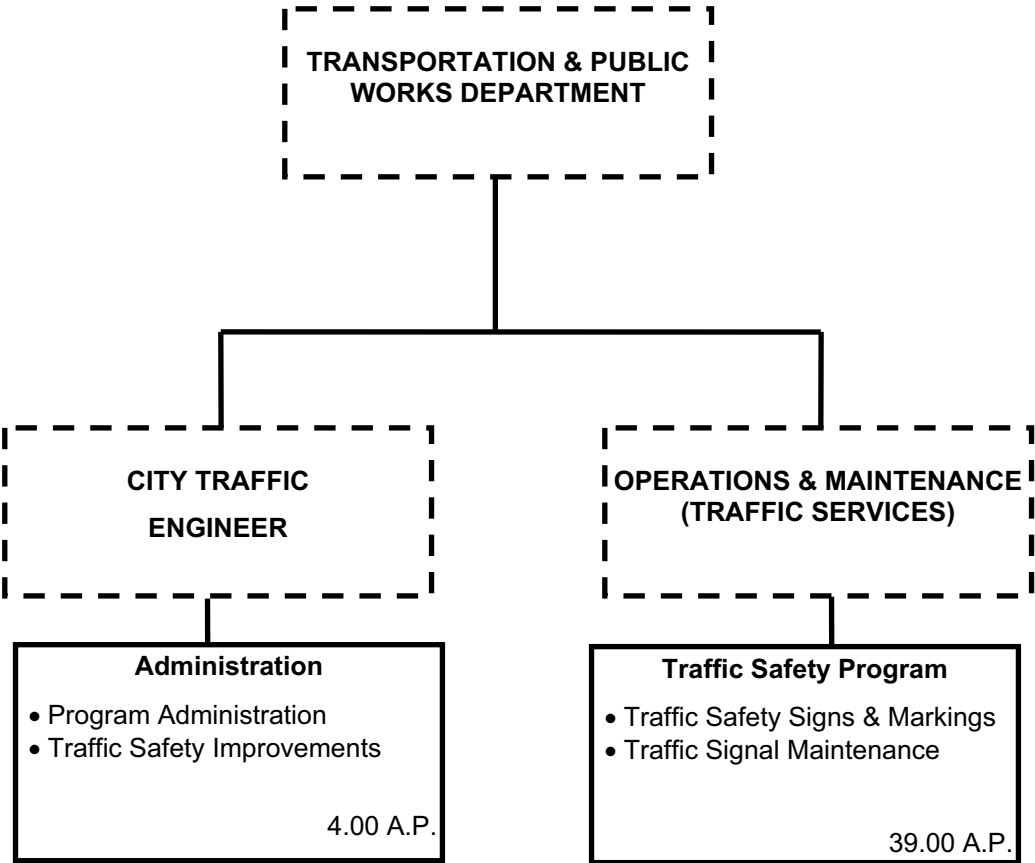 TRANSPORTATION & PUBLIC
WORKS DEPARTMENT
CITY TRAFFIC
ENGINEER
OPERATIONS & MAINTENANCE
(TRAFFIC SERVICES)
Administration
• Program Administration
• Traffic Safety Improvements
4.00 A.P.
Traffic Safety Program
• Traffic Safety Signs & Markings
• Traffic Signal Maintenance
39.00 A.P.